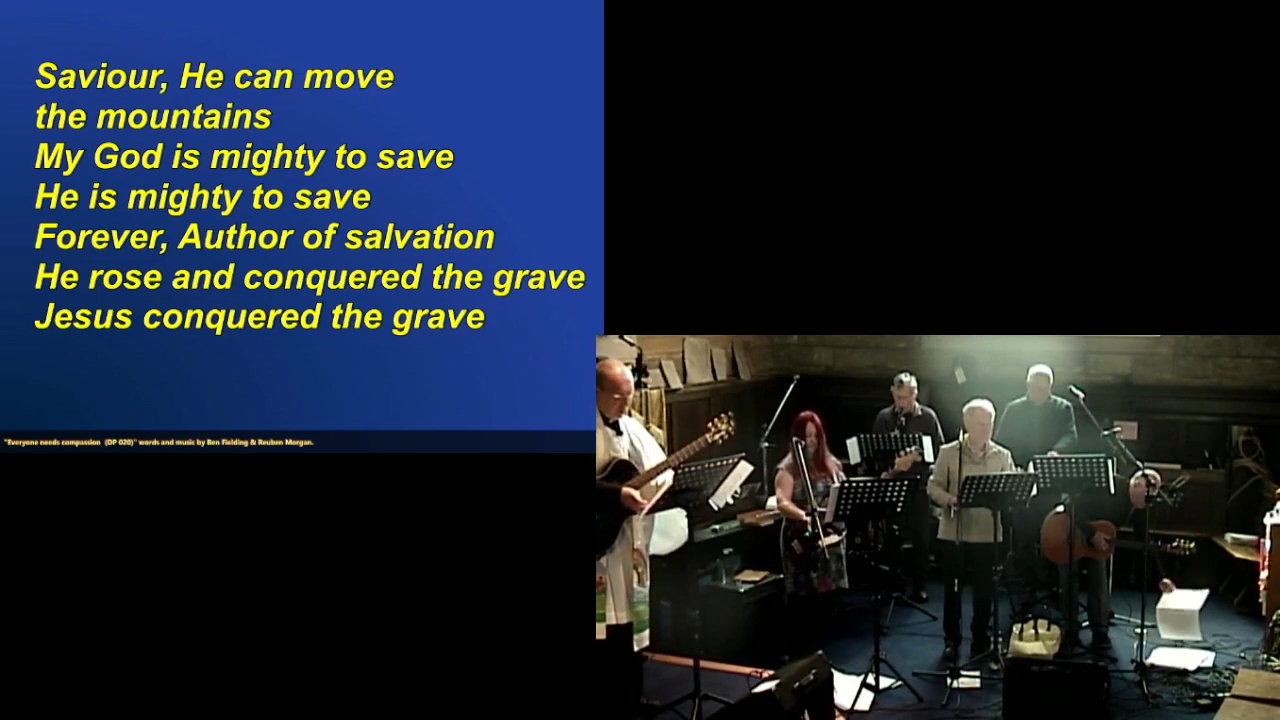 Saviour, He can move
the mountains
My God is mighty to save
He is mighty to save
Forever, Author of salvation
He rose and conquered the grave
Jesus conquered the grave
"Everyone needs compassion (DP 020)" words and music by Ben Fielding & Reuben Morgan.